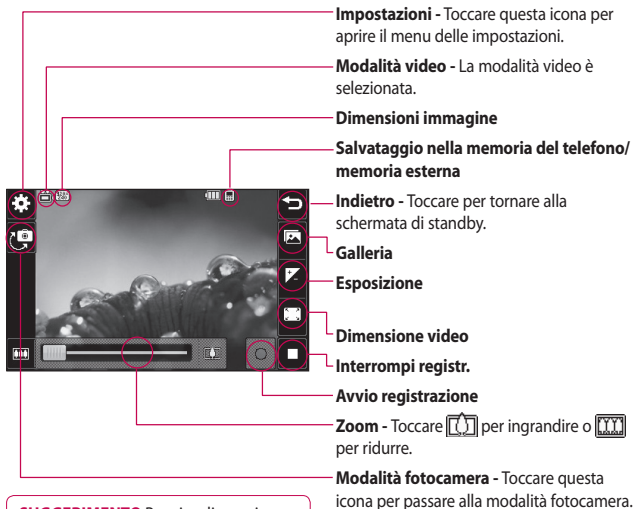 Impostazioni - Toccare questa icona per
aprire il menu delle impostazioni.
Modalità video - La modalità video è
selezionata.
Dimensioni immagine
Salvataggio nella memoria del telefono/
memoria esterna
Indietro - Toccare per tornare alla
schermata di standby.
Galleria
Esposizione
Dimensione video
Interrompi registr.
Avvio registrazione
Zoom - Toccare per ingrandire o
per ridurre.
Modalità fotocamera - Toccare questa
icona per passare alla modalità fotocamera.